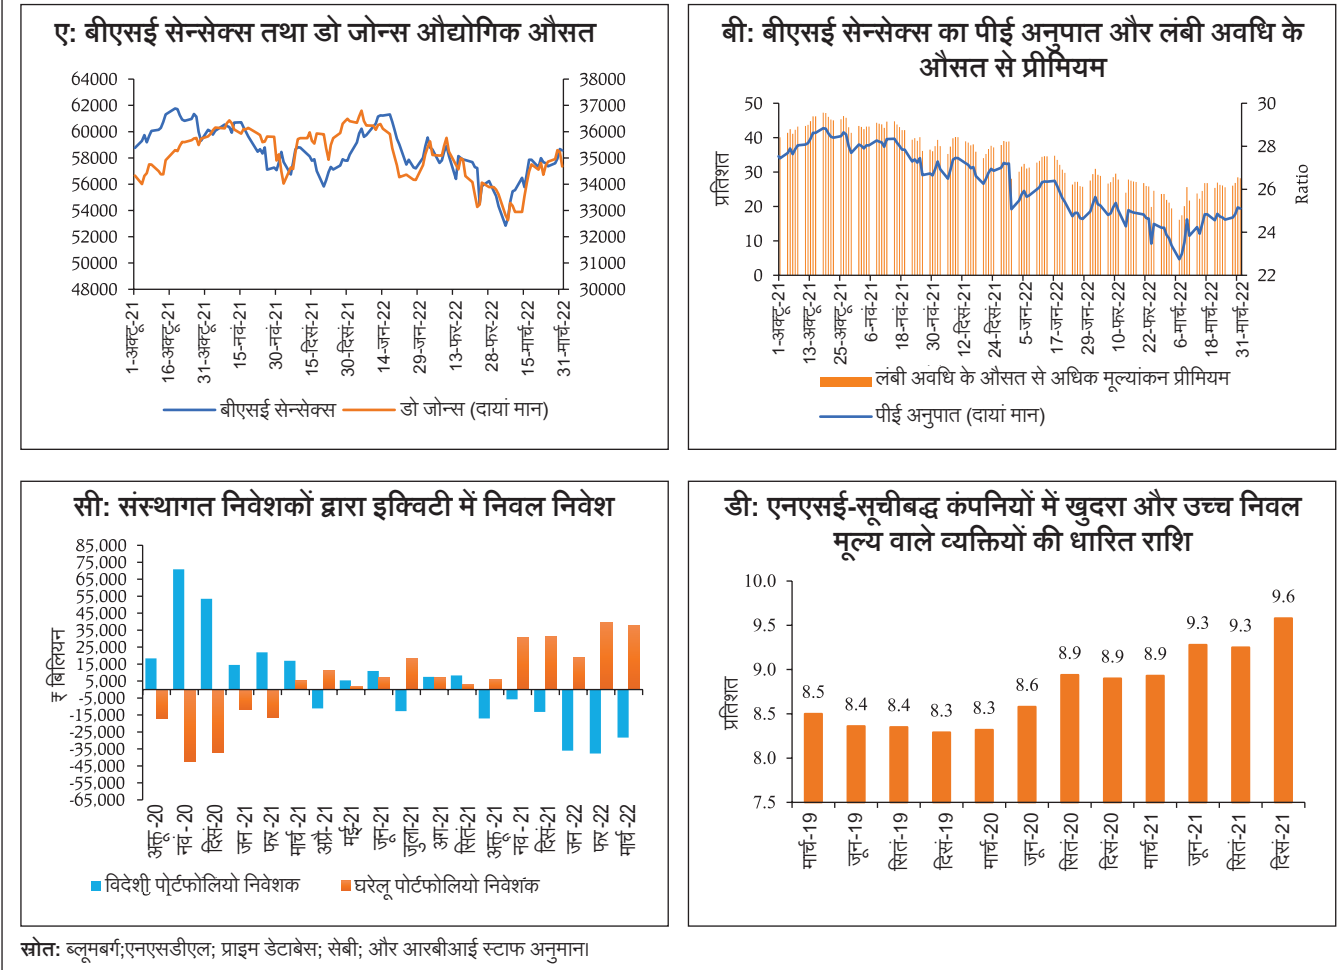 ए: बीएसई सेन्सेक्स तथा डो जोन्स औद्योगिक औसत
64000
62000
60000
58000
56000
54000
52000
50000
48000
38000
37000
36000
35000
34000
33000
32000
31000
30000
1-अक्टू-21
16-अक्टू-21
31-अक्टू-21
15-नवं-21
30-नवं-21
15-दिसं-21
30-दिसं-21
14-जन-22
29-जन-22
13-फर-22
28-फर-22
15-मार्च-22
31-मार्च-22
बीएसई सेन्सेक्स
डो जोन्स (दायां मान)
बी: बीएसई सेन्सेक्स का पीई अनुपात और लंबी अवधि के
औसत से प्रीमियम
प्रतिशत
50
40
30
20
10
0
30
28
26
24
22
Ratio
1-अक्टू-21
13-अक्टू-21
25-अक्टू-21
6-नवं-21
18-नवं-21
30-नवं-21
12-दिसं-21
24-दिसं-21
5-जन-22
17-जन-22
29-जन-22
10-फर-22
22-फर-22
6-मार्च-22
18-मार्च-22
31-मार्च-22
लंबी अवधि के औसत से अधिक मूल्यांकन प्रीमियम
पीई अनुपात (दायां मान)
सी: संस्थागत निवेशकों द्वारा इक्विटी में निवल निवेश
₹ बिलियन
85,000
75,000
65,000
55,000
45,000
35,000
25,000
15,000
5,000
-5,000
-15,000
-25,000
-35,000
-45,000
-55,000
-65,000
अक्तू-20
नवं - 20
दिसं-20
जन -21
फर -21
मार्च -21
अप्रै -21
मई-21
जून -21
जुला-21
अग -21
सितं-21
अक्तू-21
नवं - 21
दिसं-21
जन -22
फर -22
मार्च -22
विदेशी पोर्टफोलियो निवेशक
घरेलू पोर्टफोलियो निवेशक
डी: एनएसई-सूचीबद्ध कंपनियों में खुदरा और उच्च निवल
मूल्य वाले व्यक्तियों की धारित राशि
प्रतिशत
10.0
9.5
9.0
8.5
8.0
7.5
8.5
8.4
8.4
8.3
8.3
8.6
8.9
8.9
8.9
9.3
9.3
9.6
मार्च-19
जून -19
सितं-19
दिसं-19
मार्च-20
जून -20
सितं-20
दिसं-20
मार्च-21
जून -21
सितं-21
दिसं-21
स्रोत: ब्लूमबर्ग;एनएसडीएल; प्राइम डेटाबेस; सेबी; और आरबीआई स्टाफ अनुमान।